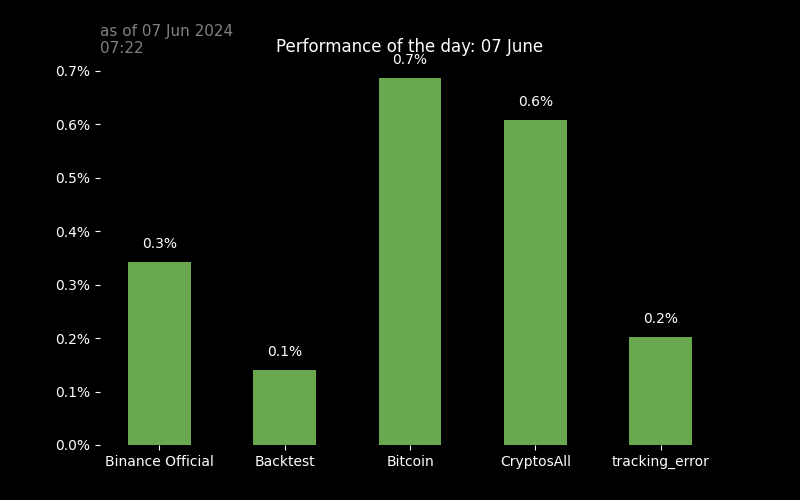 as of 07 Jun 2024
07:22
Performance of the day: 07 June
0.7%
0.6%
0.5%
0.4%
0.3%
0.2%
0.1%
0.0%
0.3%
0.1%
0.7%
0.6%
0.2%
Binance Official
Backtest
Bitcoin
CryptosAll
tracking_error